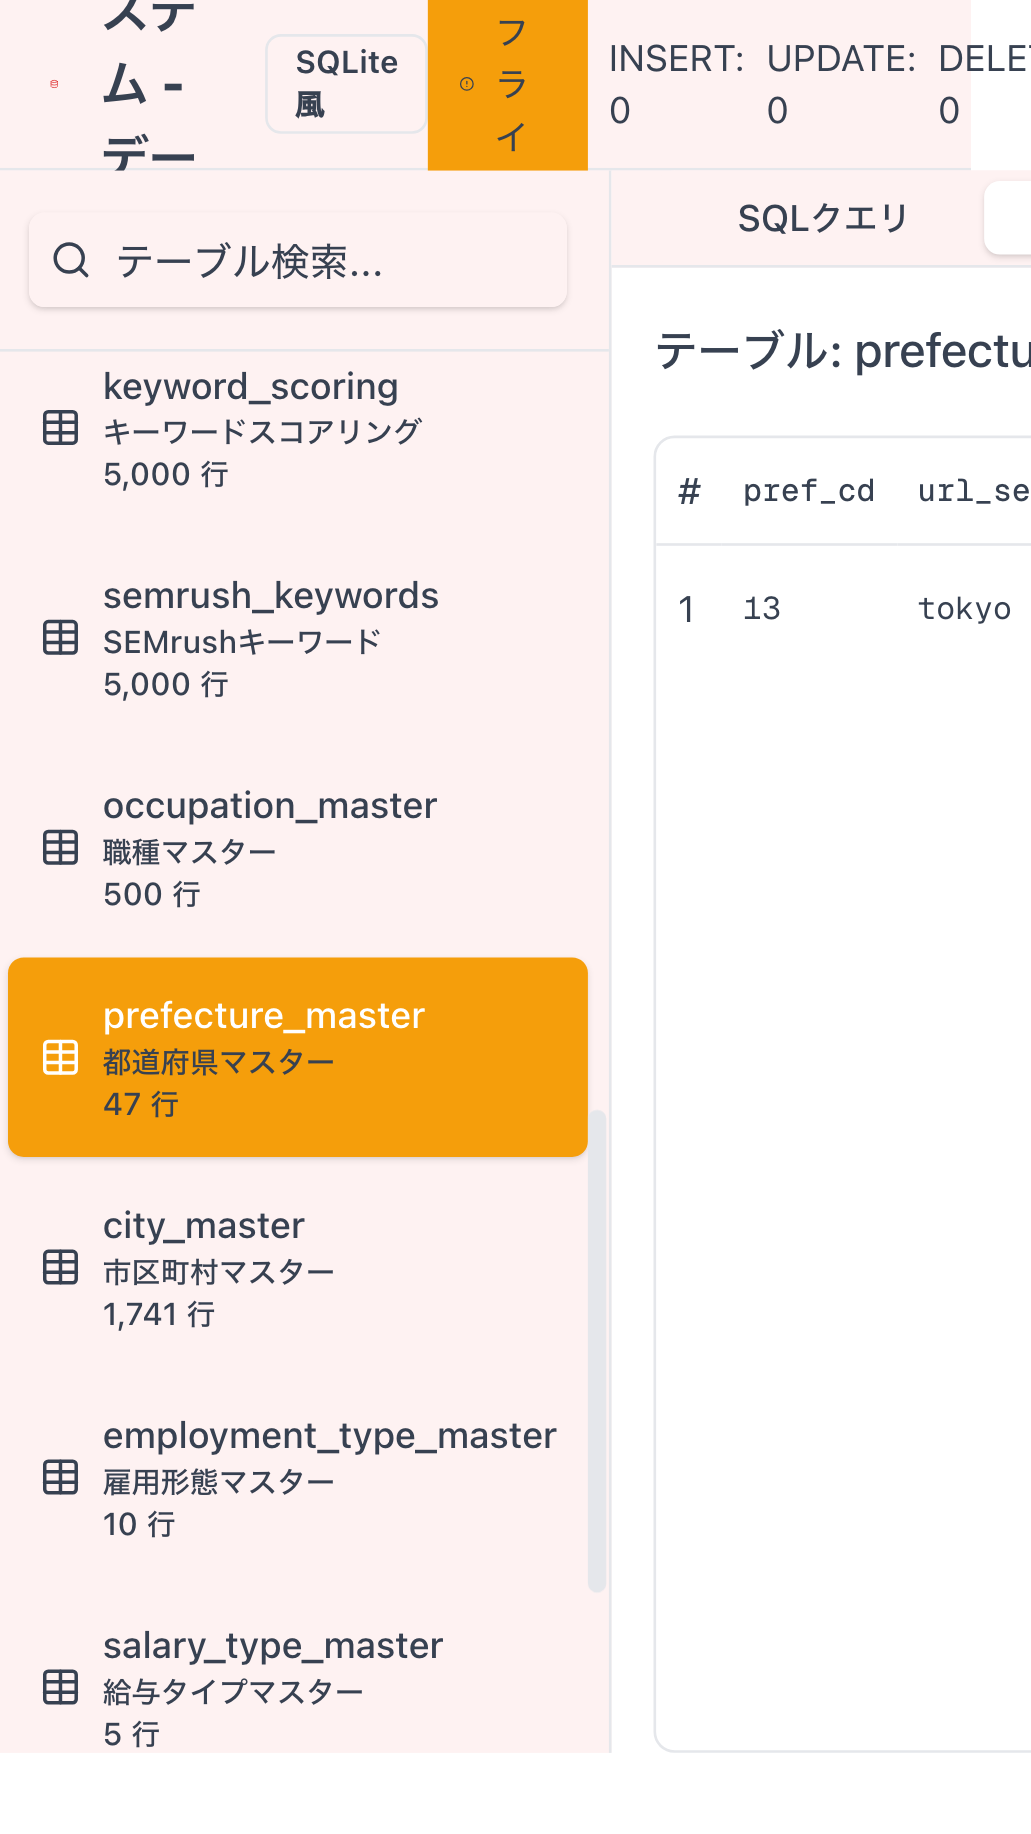 ステ
ム -
デー
SQLite
風
フ
ラ
イ
INSERT:
0
UPDATE:
0
DELE
0
テーブル検索...
keyword_scoring
キーワードスコアリング
5,000 行
semrush_keywords
SEMrushキーワード
5,000 行
occupation_master
職種マスター
500 行
prefecture_master
都道府県マスター
47 行
city_master
市区町村マスター
1,741 行
employment_type_master
雇用形態マスター
10 行
salary_type_master
給与タイプマスター
5 行
SQLクエリ
テーブル: prefectu
# pref_cd url_se
1 13 tokyo